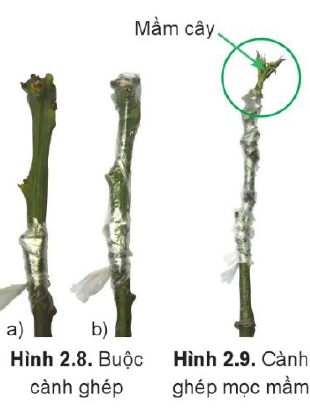 Mầm cây
a)
b)
Hình 2.8. Buộc
cành ghép
Hình 2.9. Cành
ghép mọc mầm